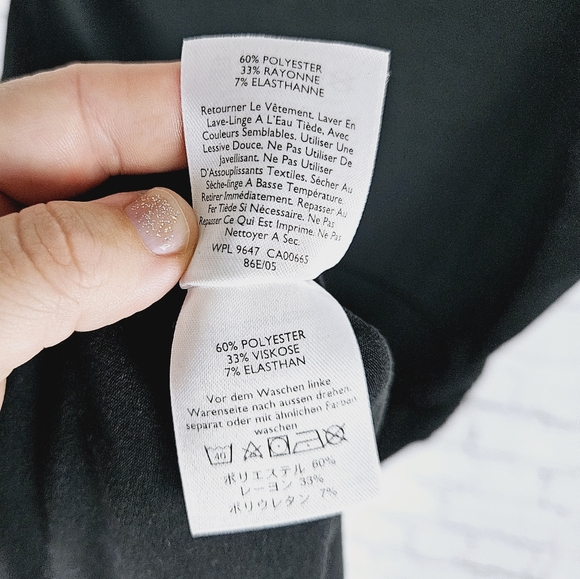 60% POLYESTER
33% RAYONNE
7% ELASTHANNE
Retourner Le Vêtement. Laver En
Lave-Linge A L'Eau Tiède, Avec
Couleurs Semblables. Utiliser Une
Lessive Douce. Ne Pas Utiliser De
Javellisant. Ne Pas Utiliser
D'Assouplissants Textiles. Sécher Au
Sèche-linge A Basse Température.
Retirer Immédiatement. Repasser Au
Fer Tiède Si Nécessaire. Ne Pas
Repasser Ce Qui Est Imprime. Ne Pas
Nettoyer A Sec.
WPL 9647 CA00665
86E/05
60% POLYESTER
33% VISKOSE
7% ELASTHAN
Vor dem Waschen linke
Warenseite nach aussen drehen.
separat oder mit ähnlichen Farben
waschen
40
ポリエステル 60%
レーヨン 33%
ポリウレタン 7%